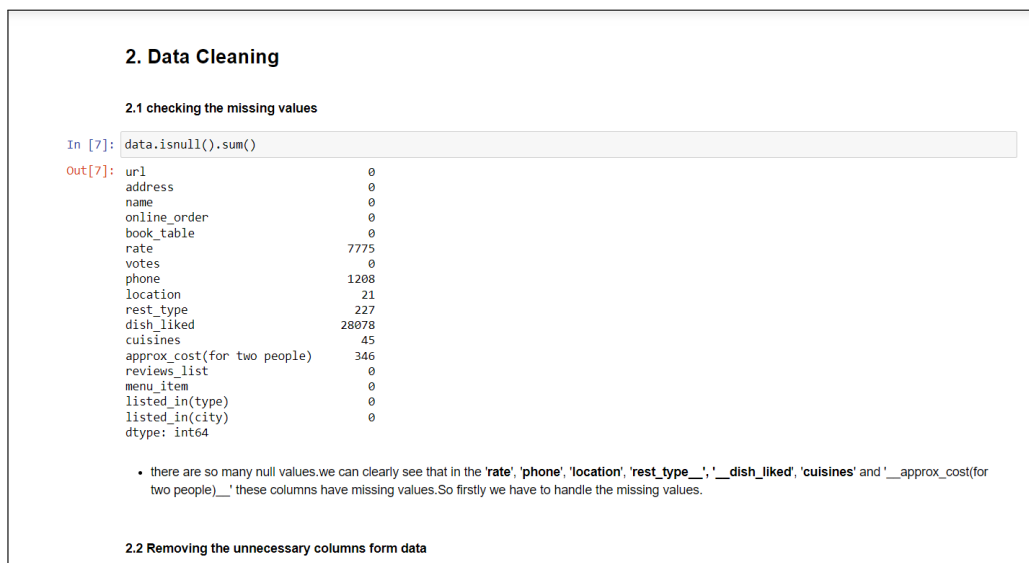 2. Data Cleaning
2.1 checking the missing values
In [7]: data.isnull().sum()
Out[7]: url 0
address 0
name 0
online_order 0
book_table 0
rate 7775
votes 0
phone 1208
location 21
rest_type 227
dish_liked 28078
cuisines 45
approx_cost(for two people) 346
reviews_list 0
menu_item 0
listed_in(type) 0
listed_in(city) 0
dtype: int64
• there are so many null values.we can clearly see that in the 'rate', 'phone', 'location', 'rest_type__', '__dish_liked', 'cuisines' and '__approx_cost(for
two people)__' these columns have missing values.So firstly we have to handle the missing values.
2.2 Removing the unnecessary columns form data